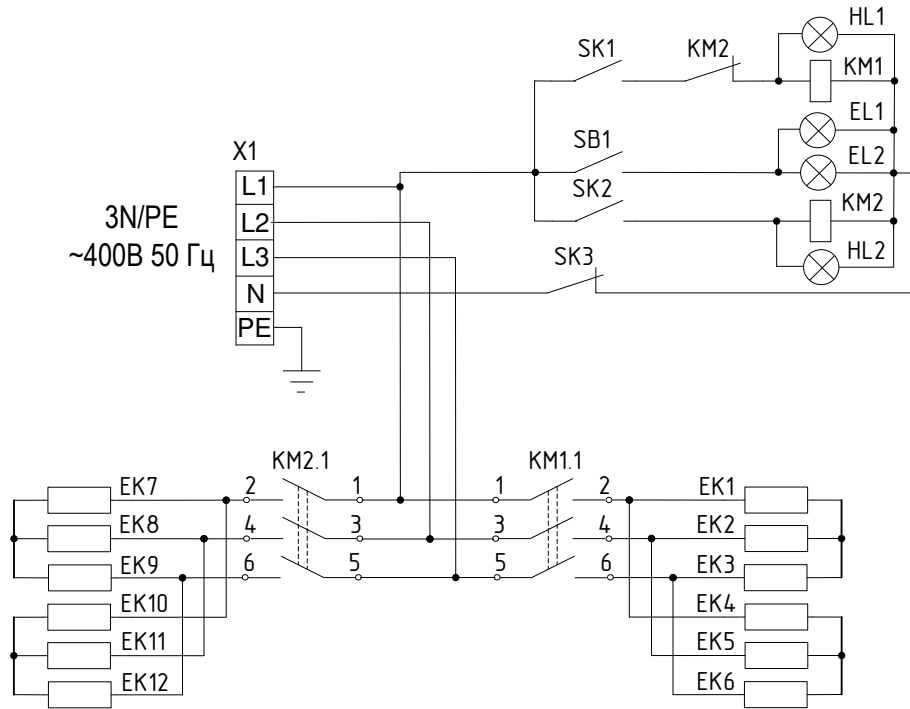 HL1
SK1 KM2
KM1
EL1
SB1
EL2
X1
SK2
L1
KM2
3N/PE
L2
~400В 50 Гц
L3
SK3
HL2
N
PE
KM2.1 KM1.1
EK7 2 1 1 2 EK1
EK8 4 3 3 4 EK2
EK9 6 5 5 6 EK3
EK10 EK4
EK11 EK5
EK12 EK6